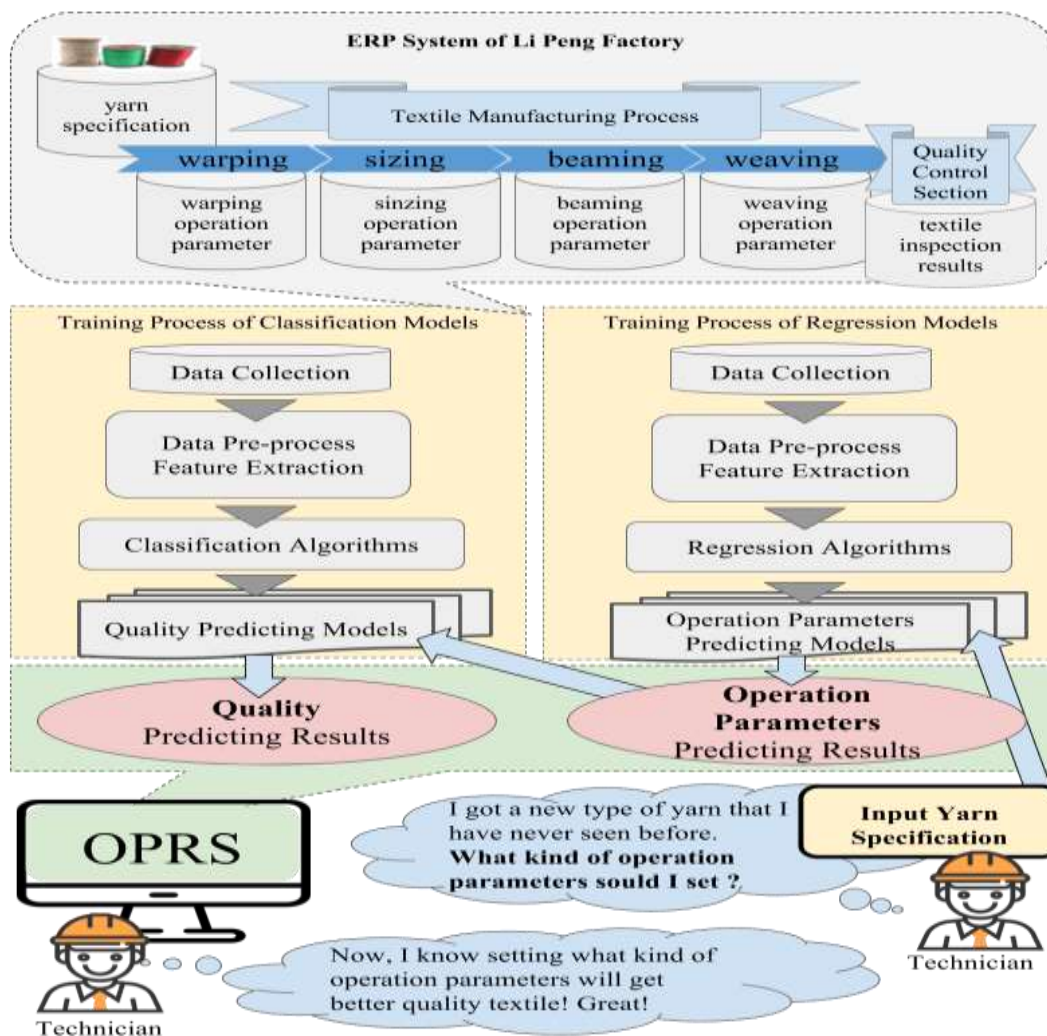 ERP System of Li Peng Factory
yarn
specification
Textile Manufacturing Process
warping
sizing
beaming
weaving
Quality
Control
Section
warping
operation
parameter
sinzing
operation
parameter
beaming
operation
parameter
weaving
operation
parameter
textile
inspection
results
Training Process of Classification Models
Data Collection
Data Pre-process
Feature Extraction
Classification Algorithms
Quality Predicting Models
Training Process of Regression Models
Data Collection
Data Pre-process
Feature Extraction
Regression Algorithms
Operation Parameters
Predicting Models
Quality
Predicting Results
Operation
Parameters
Predicting Results
OPRS
I got a new type of yarn that I
have never seen before.
What kind of operation
parameters sould I set ?
Input Yarn
Specification
Technician
Now, I know setting what kind of
operation parameters will get
better quality textile! Great!
Technician